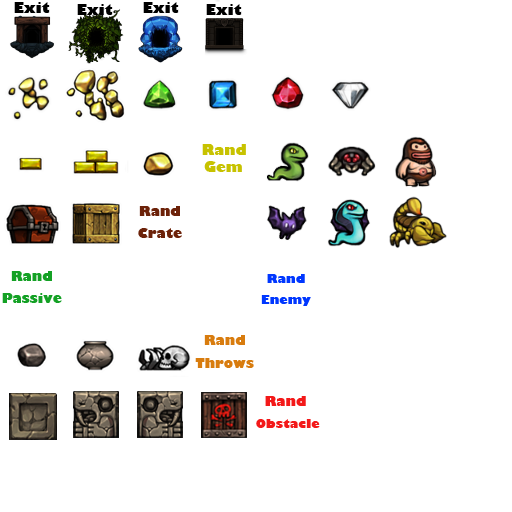 Exit
Exit
Exit
Exit
Rand
Gem
Rand
Crate
Rand
Passive
Rand
Enemy
Rand
Throws
Rand
Obstacle